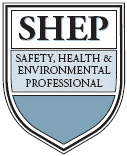 SHEP
SAFETY, HEALTH &
ENVIRONMENTAL
PROFESSIONAL